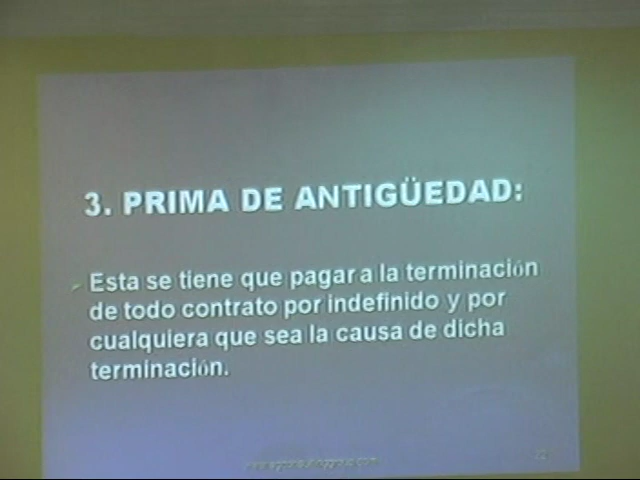 3. PRIMA DE ANTIGÜEDAD:
Esta se tiene que pagar a la terminación
de todo contrato por indefinido y por
cualquiera que sea la causa de dicha
terminación.